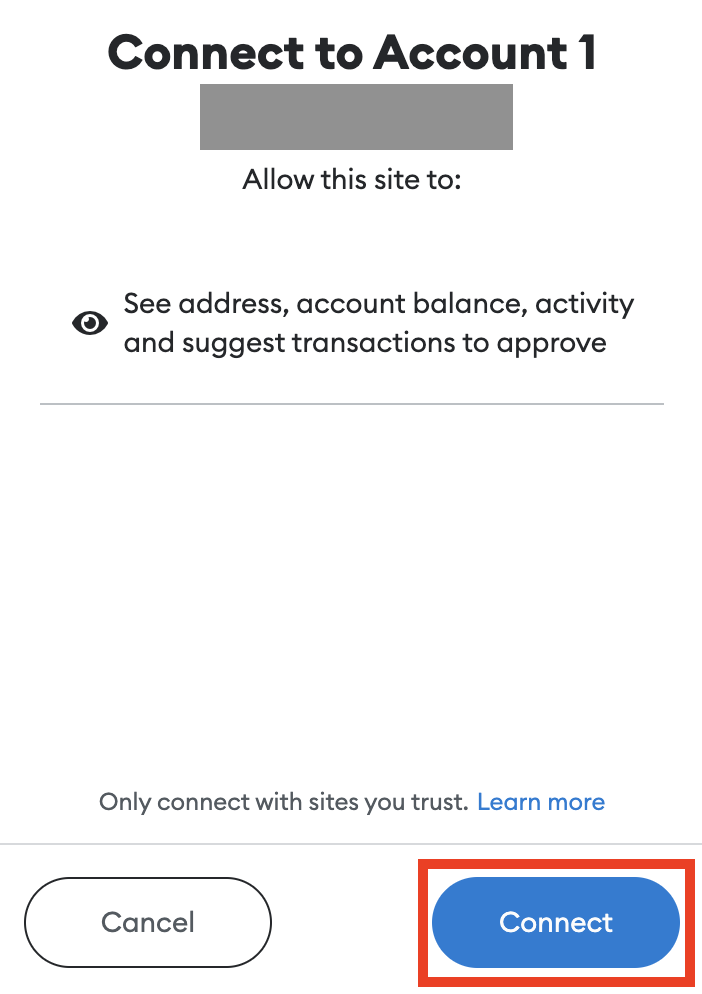 Connect to Account 1
Allow this site to:
See address, account balance, activity
and suggest transactions to approve
Only connect with sites you trust. Learn more
Cancel
Connect